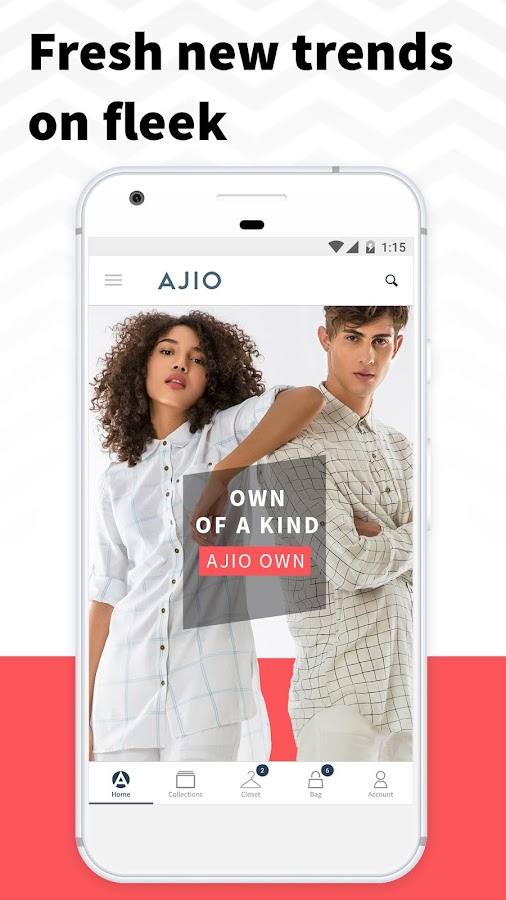 Fresh new trends
on fleek
1:15
AJIO
OWN
OF A KIND
AJIO OWN
2
6
Home
Collections
Closet
Bag
Account